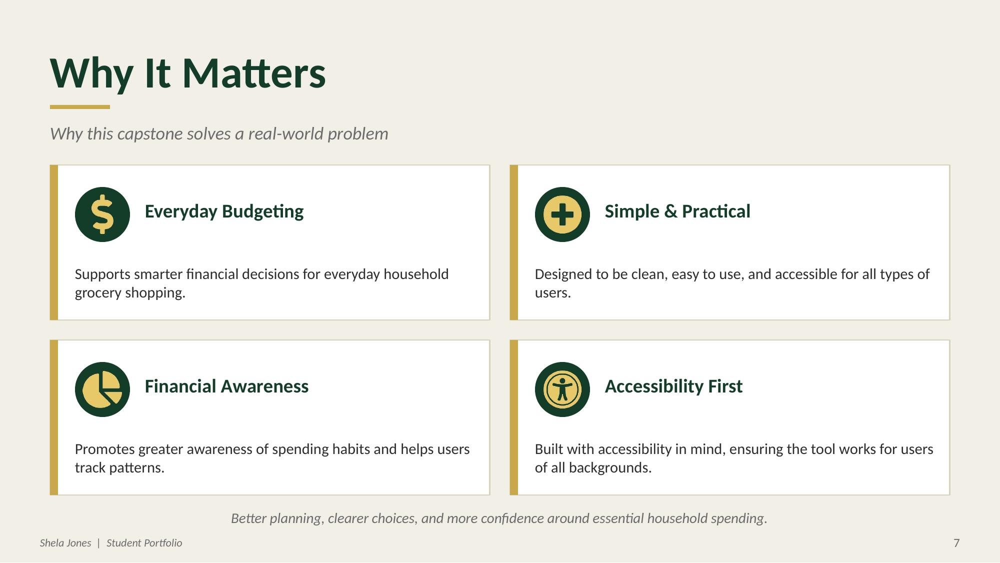 Why It Matters
Why this capstone solves a real-world problem
Everyday Budgeting
Supports smarter financial decisions for everyday household
grocery shopping.
Simple & Practical
Designed to be clean, easy to use, and accessible for all types of
users.
Financial Awareness
Promotes greater awareness of spending habits and helps users
track patterns.
Accessibility First
Built with accessibility in mind, ensuring the tool works for users
of all backgrounds.
Better planning, clearer choices, and more confidence around essential household spending.
Shela Jones | Student Portfolio
7